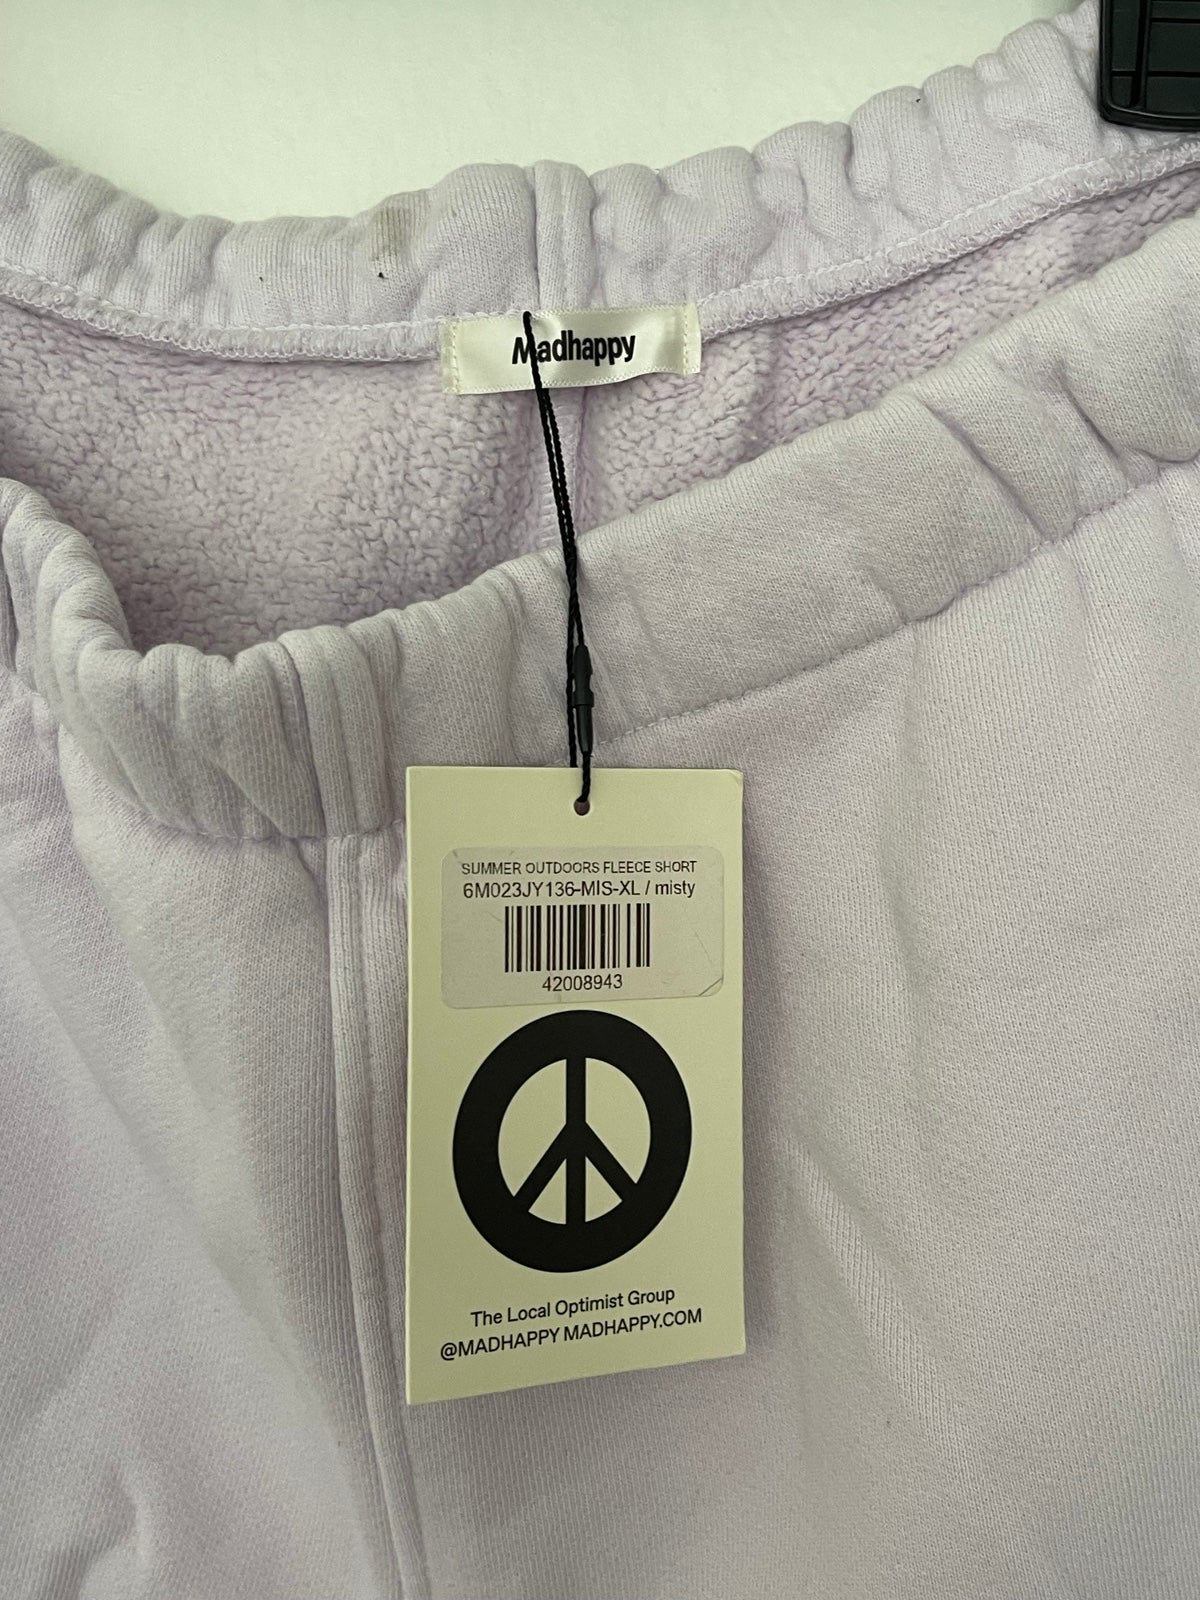 Madhappy
SUMMER OUTDOORS FLEECE SHORT
6M023JY136-MIS-XL / misty
42008943
The Local Optimist Group
@MADHAPPY MADHAPPY.COM